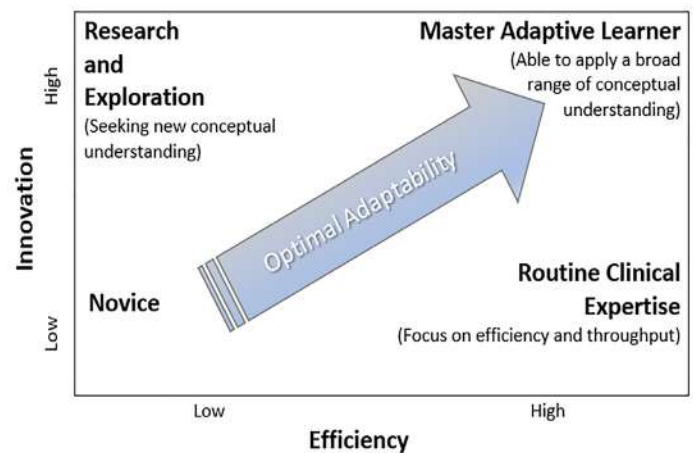 Research
and
Exploration
(Seeking new conceptual
understanding)
Master Adaptive Learner
(Able to apply a broad
range of conceptual
understanding)
Optimal Adaptability
Novice
Routine Clinical
Expertise
(Focus on efficiency and throughput)
High
Innovation
Low
Low
High
Efficiency